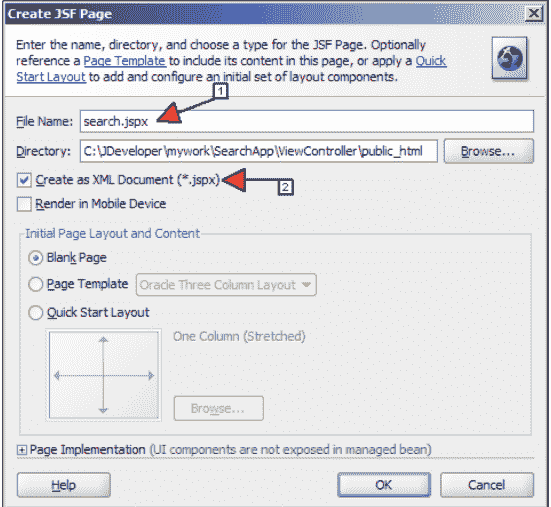 Create JSF Page
Enter the name, directory, and choose a type for the JSF Page. Optionally
reference a Page Template to include its content in this page, or apply a Quick
Start Layout to add and configure an initial set of layout components.
1
File Name: search.jspx
Directory: C:\JDeveloper\mywork\SearchApp\ViewController\public_html Browse...
Create as XML Document (*.jspx)
2
Render in Mobile Device
Initial Page Layout and Content
Blank Page
Page Template Oracle Three Column Layout
Quick Start Layout
One Column (Stretched)
Browse...
Page Implementation (UI components are not exposed in managed bean)
Help OK Cancel